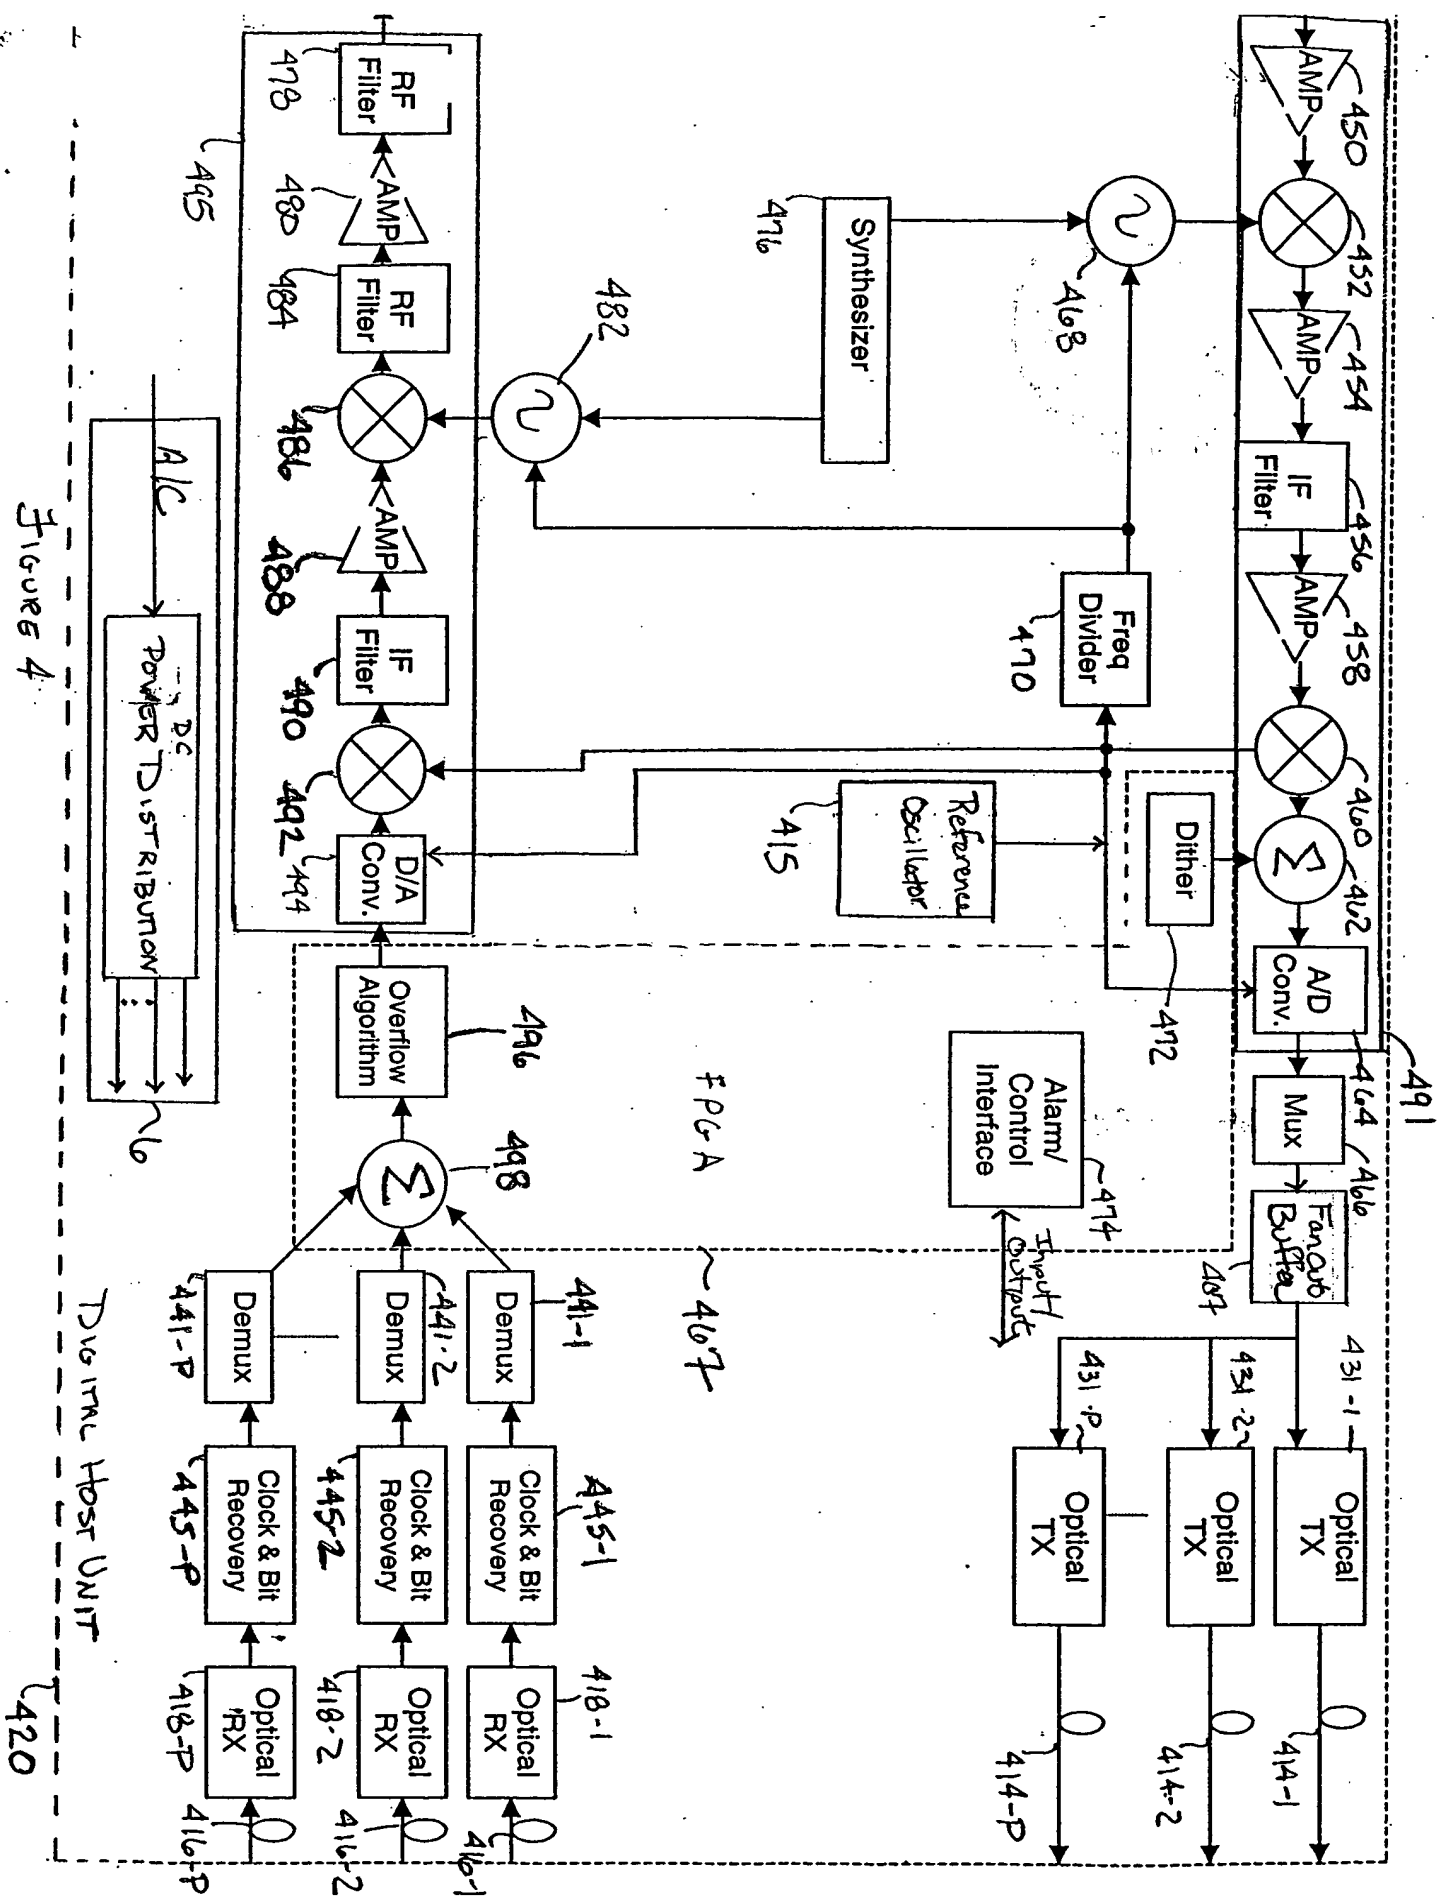 AMP
450
452
AMP
454
IF
Filter
456
AMP
458
460
Σ
462
A/D
Conv.
464
491
Mux
466
Fanout
Buffer
407
431-1
Optical
TX
414-1
431-2
Optical
TX
414-2
431-P
Optical
TX
414-P
468
Freq
Divider
470
Dither
472
Synthesizer
476
Reference
Oscillator
415
Alarm/
Control
Interface
474
Input/
Output
FPGA
467
482
RF
Filter
478
AMP
480
RF
Filter
484
486
AMP
488
IF
Filter
490
492
D/A
Conv.
494
495
Overflow
Algorithm
496
Σ
498
Demux
441-1
Clock & Bit
Recovery
445-1
Optical
RX
418-1
416-1
Demux
441-2
Clock & Bit
Recovery
445-2
Optical
RX
418-2
416-2
Demux
441-P
Clock & Bit
Recovery
445-P
Optical
RX
418-P
416-P
A/C
DC
POWER DISTRIBUTION
6
DIGITAL HOST UNIT
420
FIGURE 4